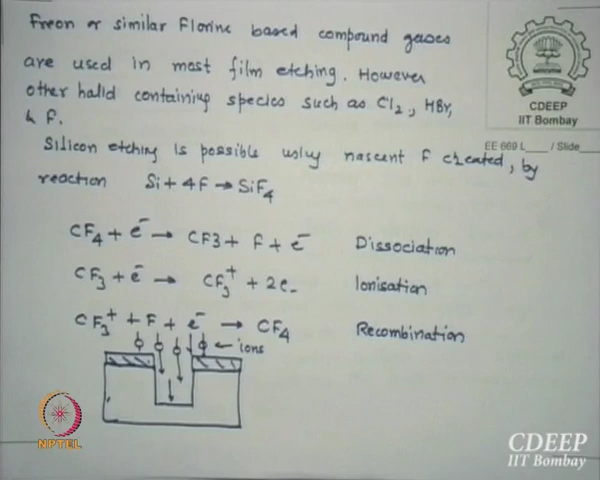 Freon or similar Florine based compound gases
are used in most film etching. However
other halid containing species such as Cl2, HBr,
& F.
Silicon etching is possible using nascent F created, by
reaction Si + 4F → SiF4
CF4 + e- → CF3 + F + e- Dissociation
CF3 + e- → CF3+ + 2e- Ionisation
CF3+ + F + e- → CF4 Recombination
← ions
CDEEP
IIT Bombay
EE 669 L____ / Slide____
NPTEL
CDEEP
IIT Bombay